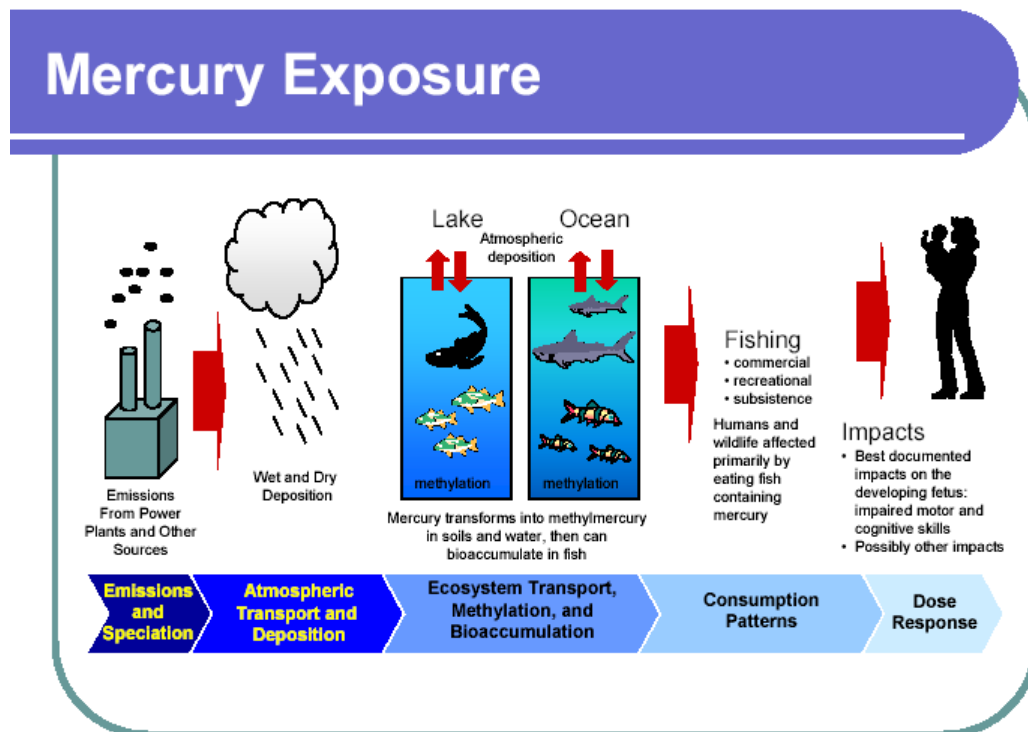 Mercury Exposure
Lake
Ocean
Atmospheric
deposition
methylation
methylation
Emissions
From Power
Plants and Other
Sources
Wet and Dry
Deposition
Mercury transforms into methylmercury
in soils and water, then can
bioaccumulate in fish
Fishing
• commercial
• recreational
• subsistence
Humans and
wildlife affected
primarily by
eating fish
containing
mercury
Impacts
• Best documented
impacts on the
developing fetus:
impaired motor and
cognitive skills
• Possibly other impacts
Emissions
and
Speciation
Atmospheric
Transport and
Deposition
Ecosystem Transport,
Methylation, and
Bioaccumulation
Consumption
Patterns
Dose
Response